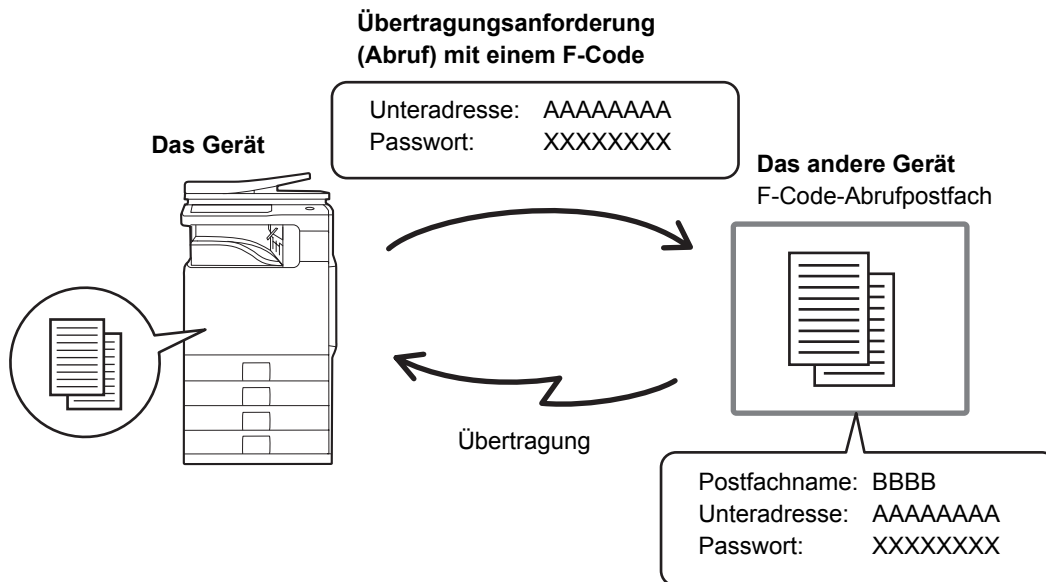 Übertragungsanforderung
(Abruf) mit einem F-Code
Unteradresse: AAAAAAAA
Passwort: XXXXXXXX
Das Gerät
Das andere Gerät
F-Code-Abrufpostfach
Übertragung
Postfachname: BBBB
Unteradresse: AAAAAAAA
Passwort: XXXXXXXX